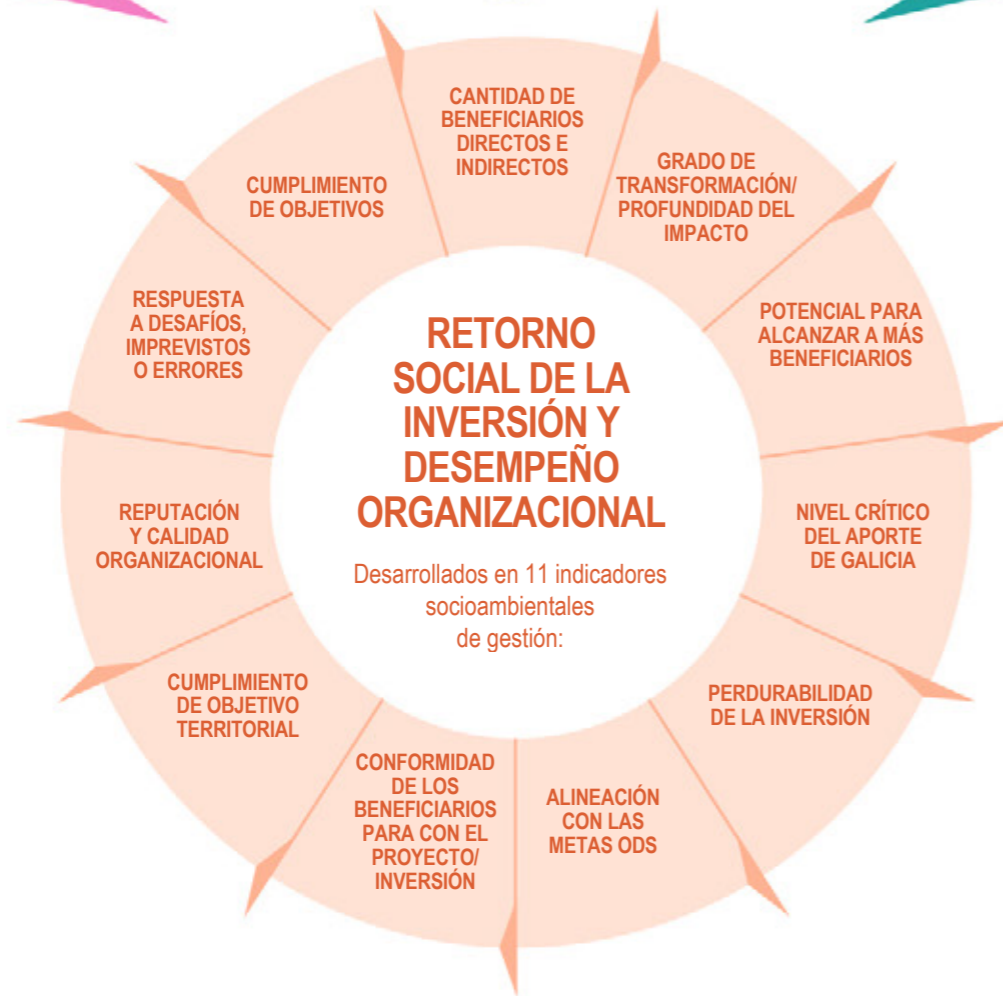 RETORNO
SOCIAL DE LA
INVERSIÓN Y
DESEMPEÑO
ORGANIZACIONAL
Desarrollados en 11 indicadores
socioambientales
de gestión:
CANTIDAD DE
BENEFICIARIOS
DIRECTOS E
INDIRECTOS
GRADO DE
TRANSFORMACIÓN/
PROFUNDIDAD DEL
IMPACTO
POTENCIAL PARA
ALCANZAR A MÁS
BENEFICIARIOS
NIVEL CRÍTICO
DEL APORTE
DE GALICIA
PERDURABILIDAD
DE LA INVERSIÓN
ALINEACIÓN
CON LAS
METAS ODS
CONFORMIDAD
DE LOS
BENEFICIARIOS
PARA CON EL
PROYECTO/
INVERSIÓN
CUMPLIMIENTO
DE OBJETIVO
TERRITORIAL
REPUTACIÓN
Y CALIDAD
ORGANIZACIONAL
RESPUESTA
A DESAFÍOS,
IMPREVISTOS
O ERRORES
CUMPLIMIENTO
DE OBJETIVOS